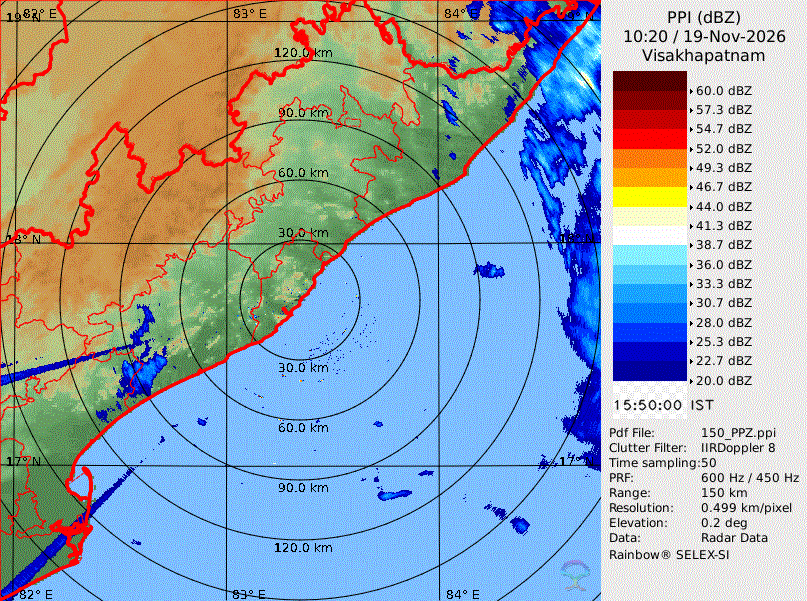 19° N
82° E
83° E
84° E
19° N
120.0 km
90.0 km
60.0 km
30.0 km
18° N
18° N
30.0 km
60.0 km
17° N
17° N
90.0 km
120.0 km
82° E
83° E
84° E
PPI (dBZ)
10:20 / 19-Nov-2026
Visakhapatnam
60.0 dBZ
57.3 dBZ
54.7 dBZ
52.0 dBZ
49.3 dBZ
46.7 dBZ
44.0 dBZ
41.3 dBZ
38.7 dBZ
36.0 dBZ
33.3 dBZ
30.7 dBZ
28.0 dBZ
25.3 dBZ
22.7 dBZ
20.0 dBZ
15:50:00 IST
Pdf File: 150_PPZ.ppi
Clutter Filter: IIRDoppler 8
Time sampling:50
PRF: 600 Hz / 450 Hz
Range: 150 km
Resolution: 0.499 km/pixel
Elevation: 0.2 deg
Data: Radar Data
Rainbow® SELEX-SI